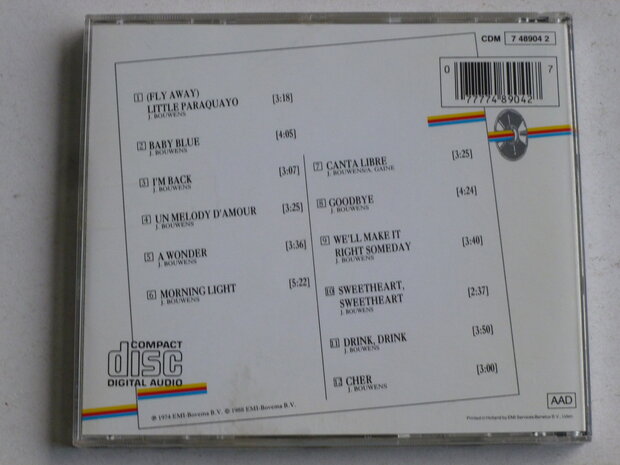 CDM 7 48904 2
0 77774 89042 7
1 (FLY AWAY)
LITTLE PARAQUAYO [3:18]
J. BOUWENS
2 BABY BLUE [4:05]
J. BOUWENS
3 I'M BACK [3:07]
J. BOUWENS
4 UN MELODY D'AMOUR [3:25]
J. BOUWENS
5 A WONDER [3:36]
J. BOUWENS
6 MORNING LIGHT [5:22]
J. BOUWENS
7 CANTA LIBRE [3:25]
J. BOUWENS/A. GAINE
8 GOODBYE [4:24]
J. BOUWENS
9 WE'LL MAKE IT
RIGHT SOMEDAY [3:40]
J. BOUWENS
10 SWEETHEART,
SWEETHEART [2:37]
J. BOUWENS
11 DRINK, DRINK [3:50]
J. BOUWENS
12 CHER [3:00]
J. BOUWENS
COMPACT
disc
DIGITAL AUDIO
AAD
℗ 1974 EMI-Bovema B.V. © 1988 EMI-Bovema B.V.
Printed in Holland by EMI Services Benelux B.V., Uden